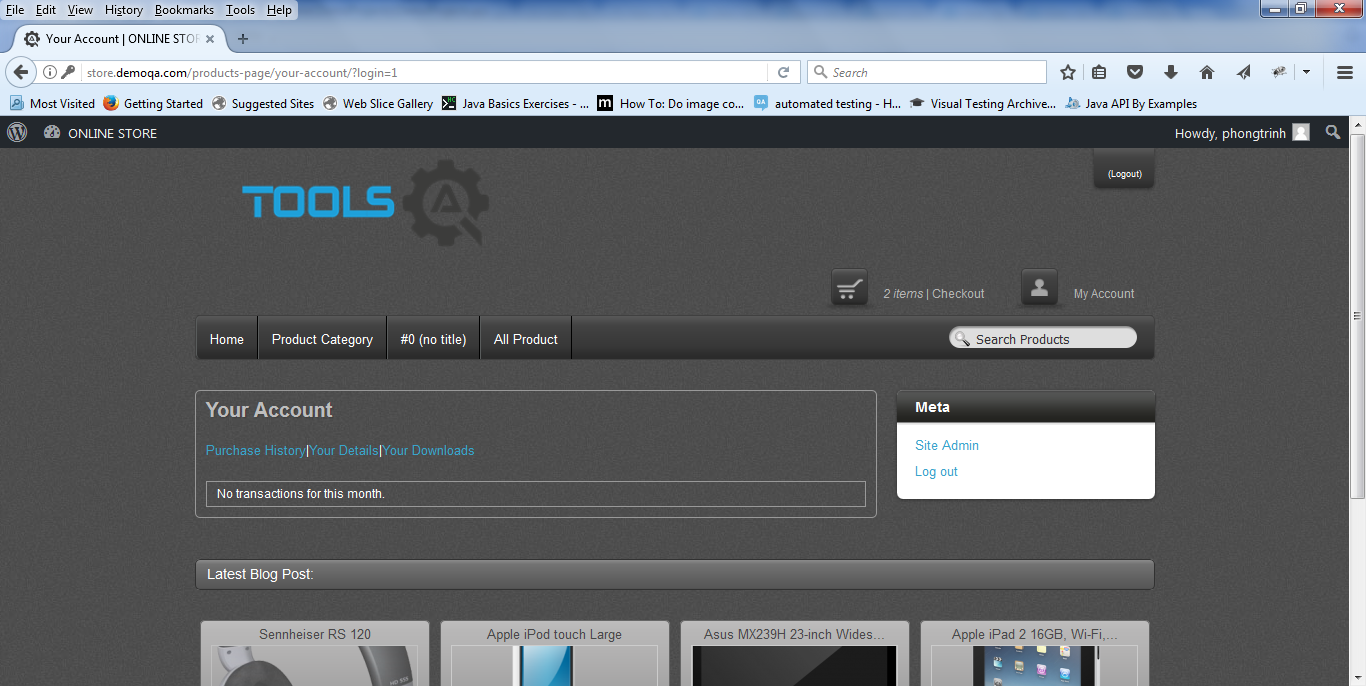 File Edit View History Bookmarks Tools Help
Your Account | ONLINE STOR
store.demoqa.com/products-page/your-account/?login=1
Search
Most Visited Getting Started Suggested Sites Web Slice Gallery Java Basics Exercises - ... How To: Do image co... automated testing - H... Visual Testing Archive... Java API By Examples
ONLINE STORE
Howdy, phongtrinh
(Logout)
TOOLS QA
2 items | Checkout
My Account
Home Product Category #0 (no title) All Product
Search Products
Your Account
Purchase History|Your Details|Your Downloads
No transactions for this month.
Meta
Site Admin
Log out
Latest Blog Post:
Sennheiser RS 120
Apple iPod touch Large
Asus MX239H 23-inch Wides...
Apple iPad 2 16GB, Wi-Fi,...